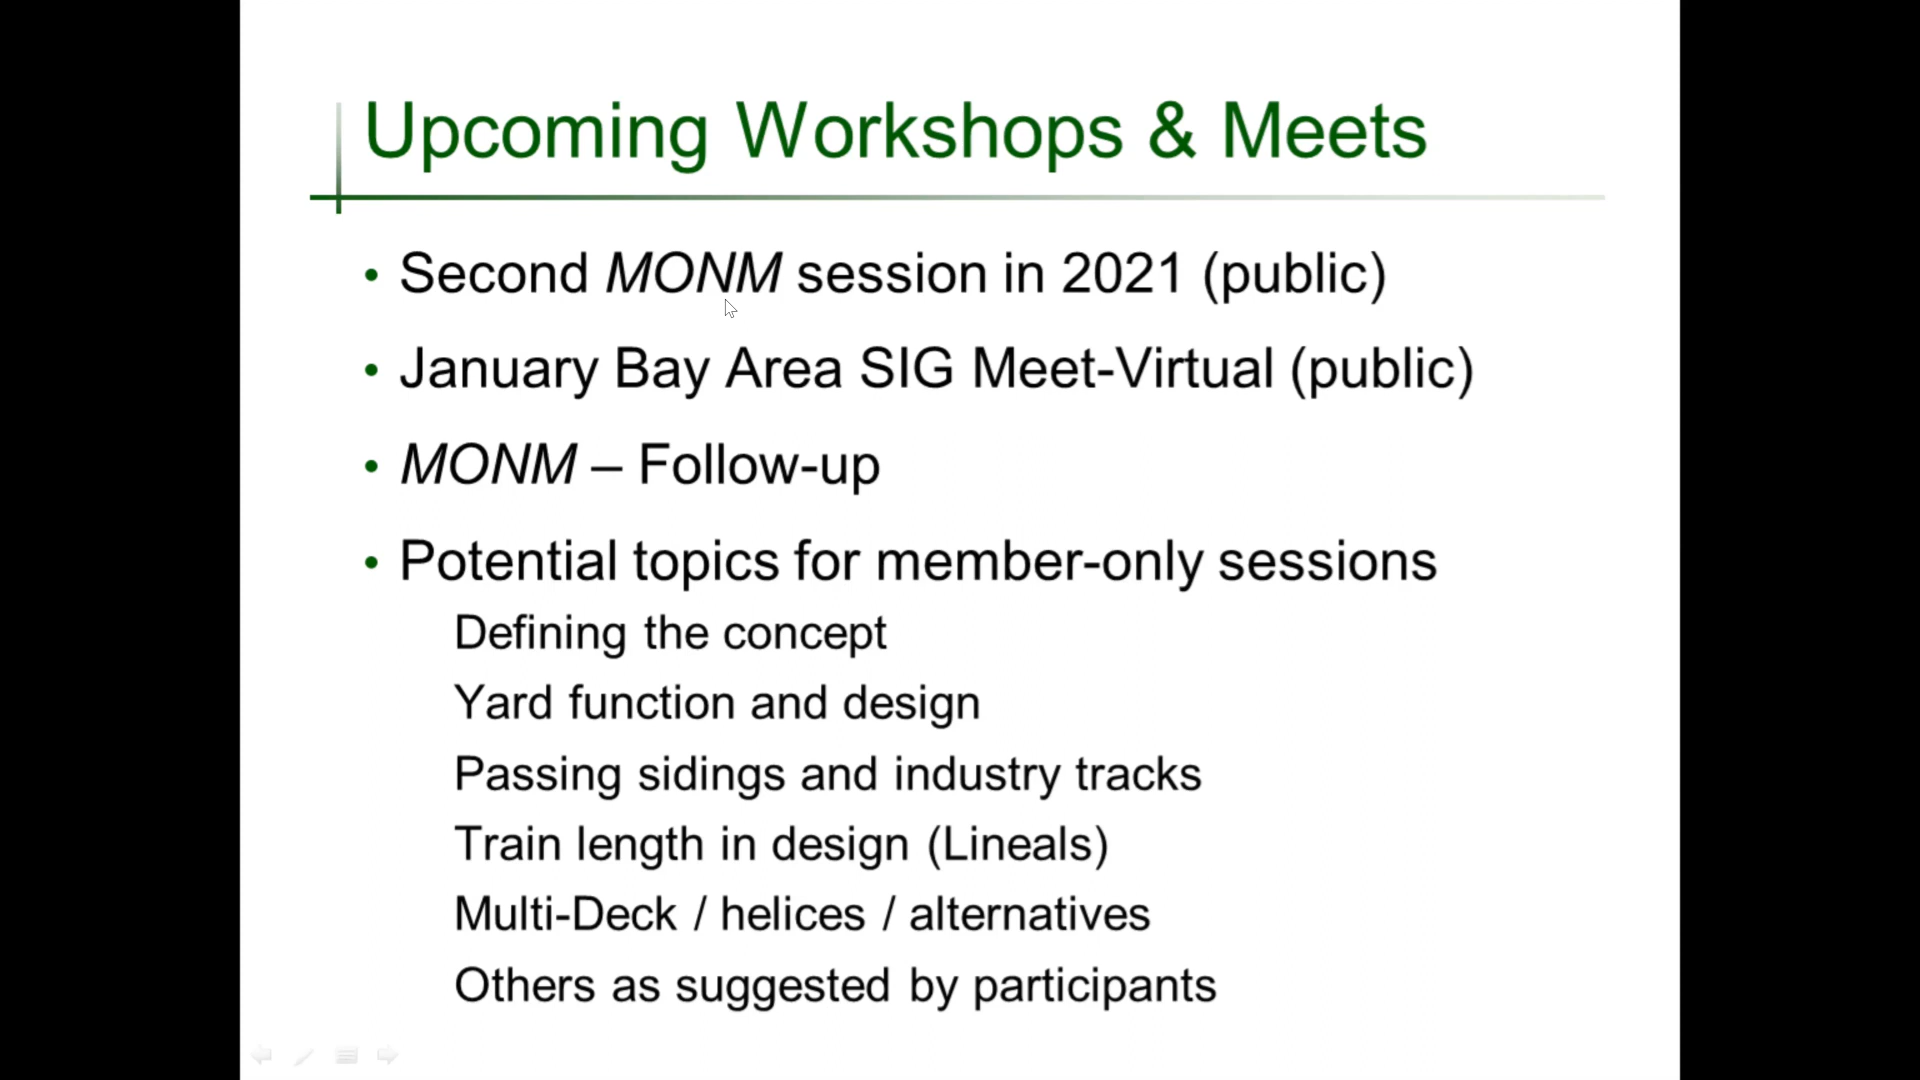 Upcoming Workshops & Meets
• Second MONM session in 2021 (public)
• January Bay Area SIG Meet-Virtual (public)
• MONM – Follow-up
• Potential topics for member-only sessions
Defining the concept
Yard function and design
Passing sidings and industry tracks
Train length in design (Lineals)
Multi-Deck / helices / alternatives
Others as suggested by participants